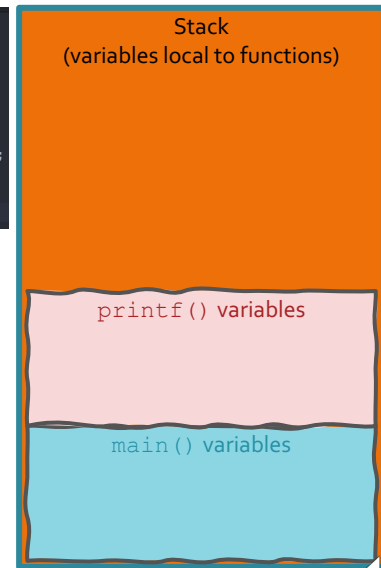 Stack
(variables local to functions)
printf() variables
main() variables